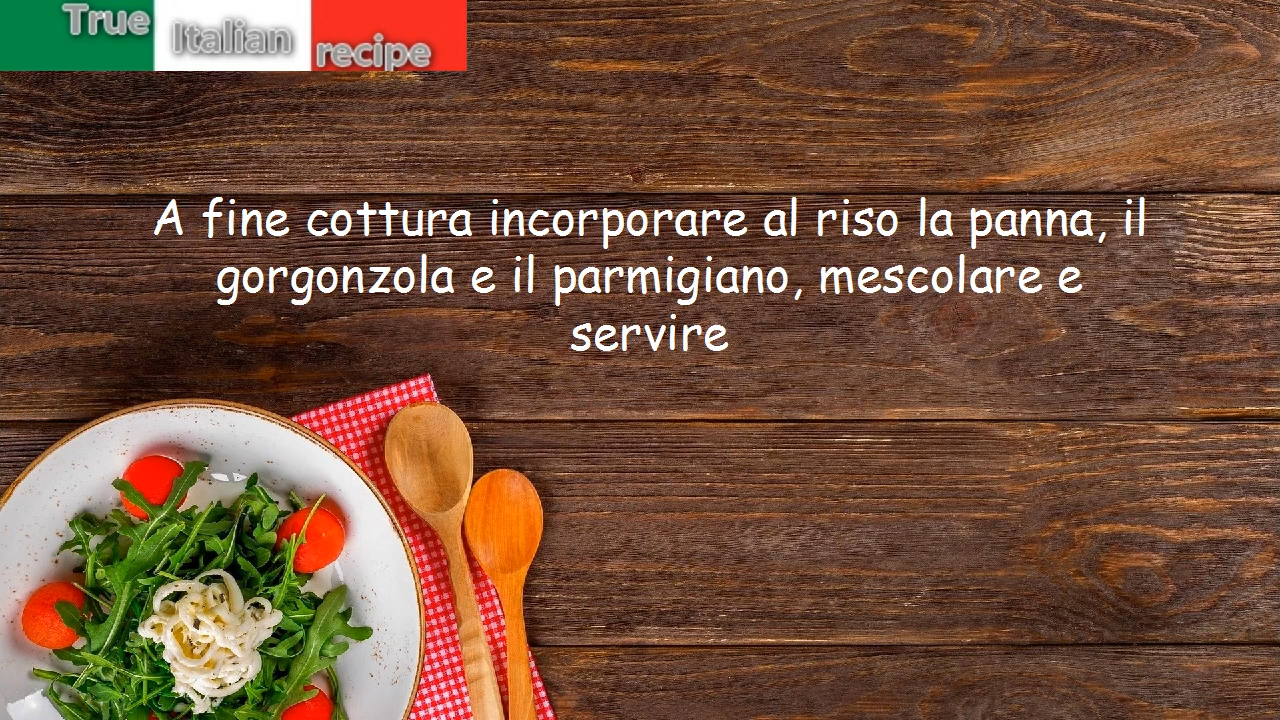 True
Italian
recipe
A fine cottura incorporare al riso la panna, il
gorgonzola e il parmigiano, mescolare e
servire